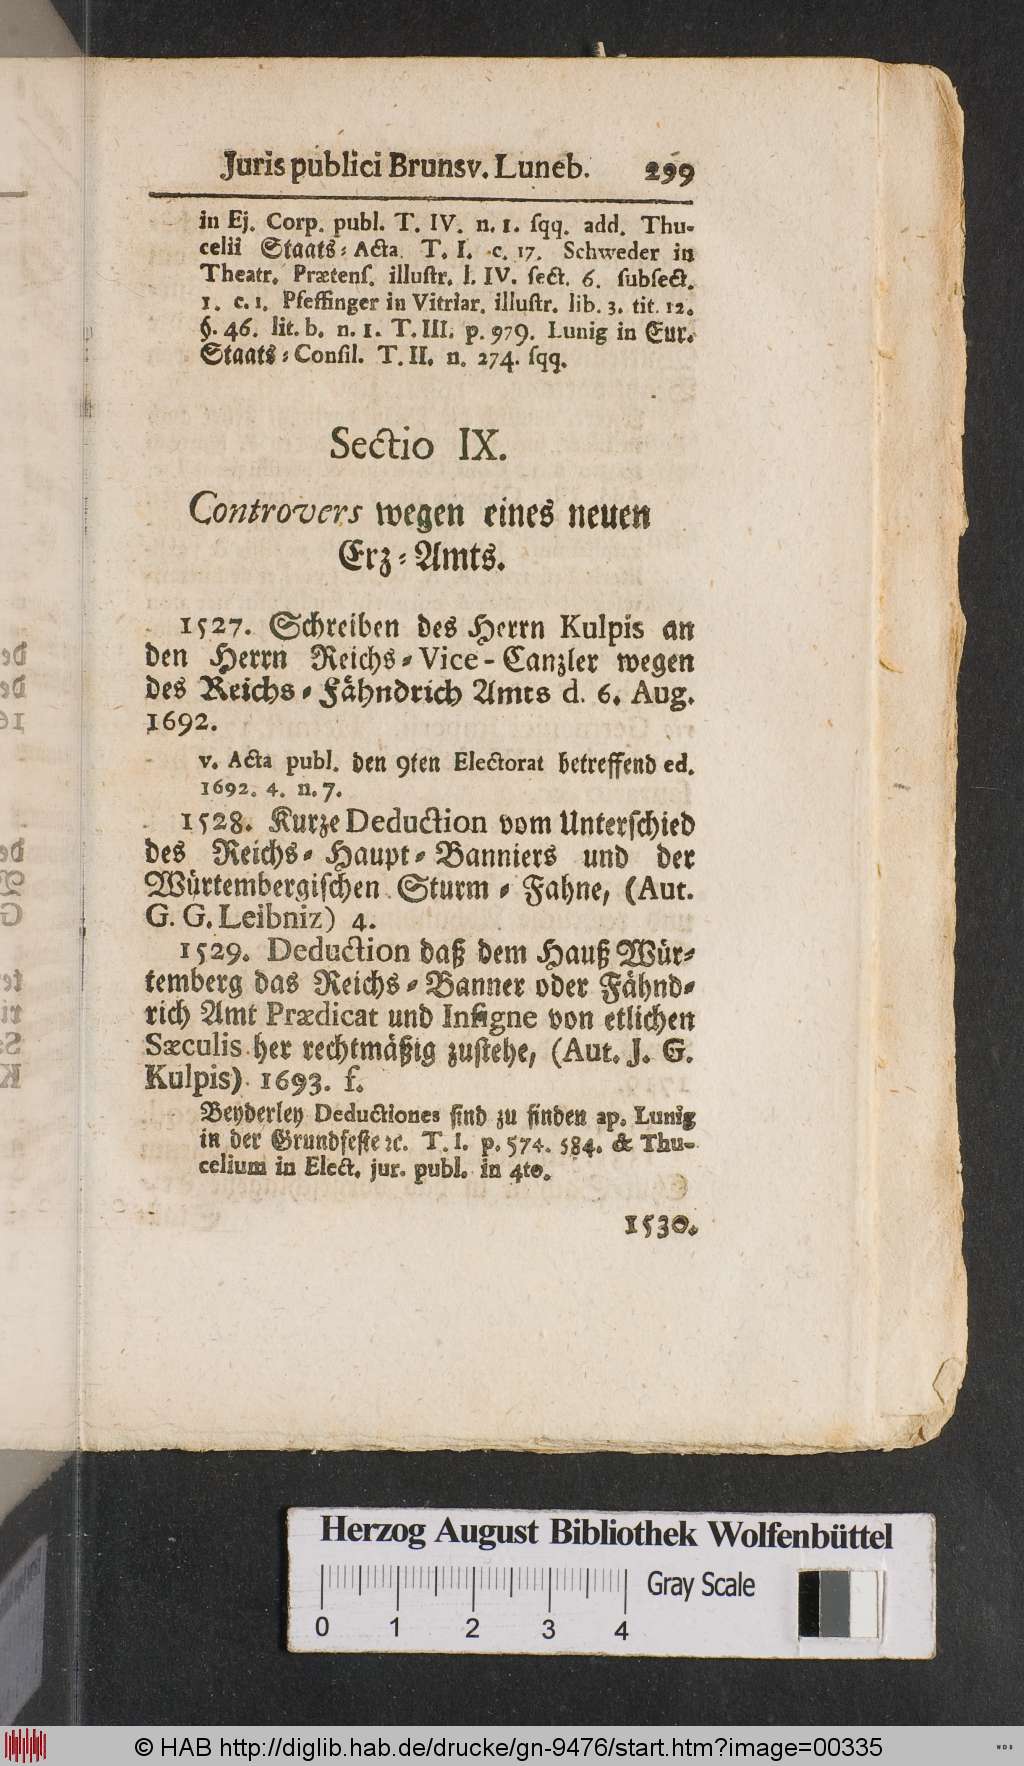 Juris publici Brunsv. Luneb. 299
in Ej. Corp. publ. T. IV. n. 1. ſqq. add. Thu-
celii Staats-Acta. T. I. c. 17. Schweder in
Theatr. Prætenſ. illuſtr. l. IV. ſect. 6. ſubſect.
1. c. 1. Pfeffinger in Vitriar. illuſtr. lib. 3. tit. 12.
§. 46. lit. b. n. 1. T. III. p. 979. Lunig in Eur.
Staats-Conſil. T. II. n. 274. ſqq.
Sectio IX.
Controvers wegen eines neuen
Erz-Amts.
1527. Schreiben des Herrn Kulpis an
den Herrn Reichs-Vice-Canzler wegen
des Reichs-Fähndrich Amts d. 6. Aug.
1692.
v. Acta publ. den 9ten Electorat betreffend ed.
1692. 4. n. 7.
1528. Kurze Deduction vom Unterſchied
des Reichs-Haupt-Banniers und der
Würtembergiſchen Sturm-Fahne, (Aut.
G. G. Leibniz) 4.
1529. Deduction daß dem Hauß Wür-
temberg das Reichs-Banner oder Fähnd-
rich Amt Prædicat und Inſigne von etlichen
Sæculis her rechtmäßig zuſtehe, (Aut. J. G.
Kulpis) 1693. f.
Beyderley Deductiones ſind zu finden ap. Lunig
in der Grundfeſte ꝛc. T. I. p. 574. 584. & Thu-
celium in Elect. jur. publ. in 4to.
1530.
Herzog August Bibliothek Wolfenbüttel
Gray Scale
0 1 2 3 4
© HAB http://diglib.hab.de/drucke/gn-9476/start.htm?image=00335